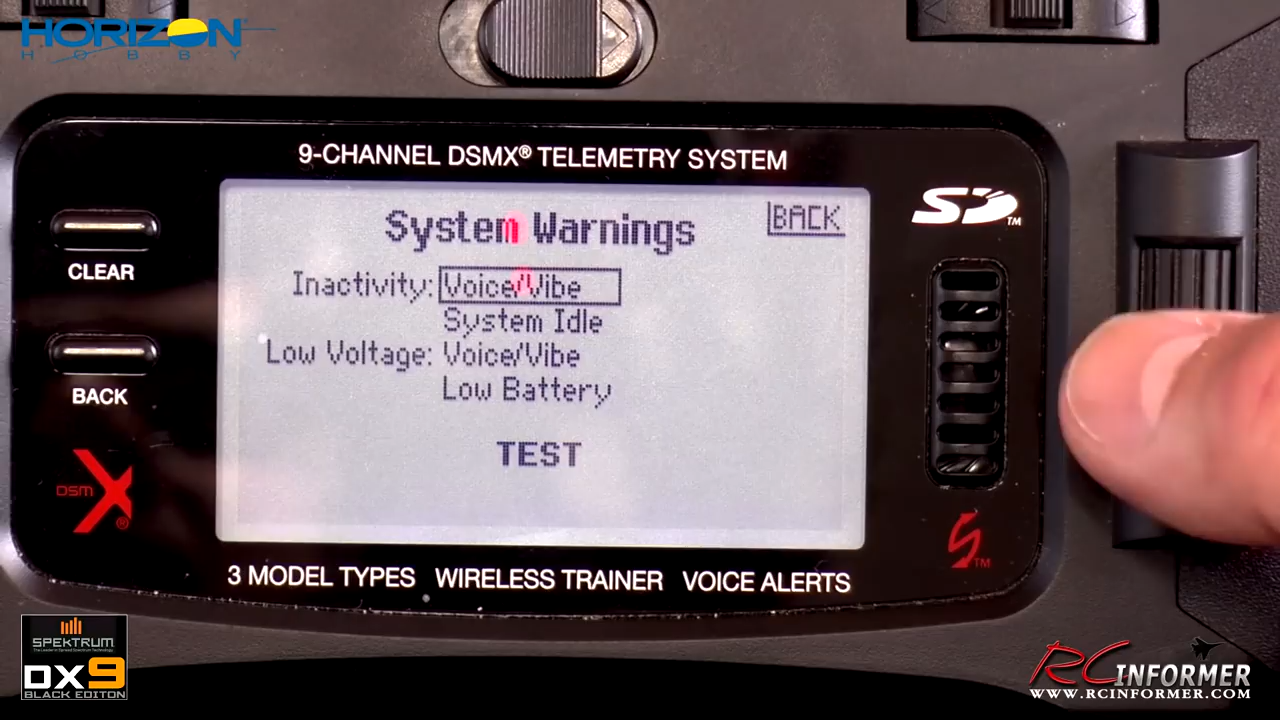 HORIZON
HOBBY
9-CHANNEL DSMX® TELEMETRY SYSTEM
System Warnings
BACK
Inactivity: Voice/Vibe
System Idle
Low Voltage: Voice/Vibe
Low Battery
TEST
CLEAR
BACK
DSM X®
SD™
™
3 MODEL TYPES WIRELESS TRAINER VOICE ALERTS
SPEKTRUM
DX9
BLACK EDITON
RCINFORMER
WWW.RCINFORMER.COM